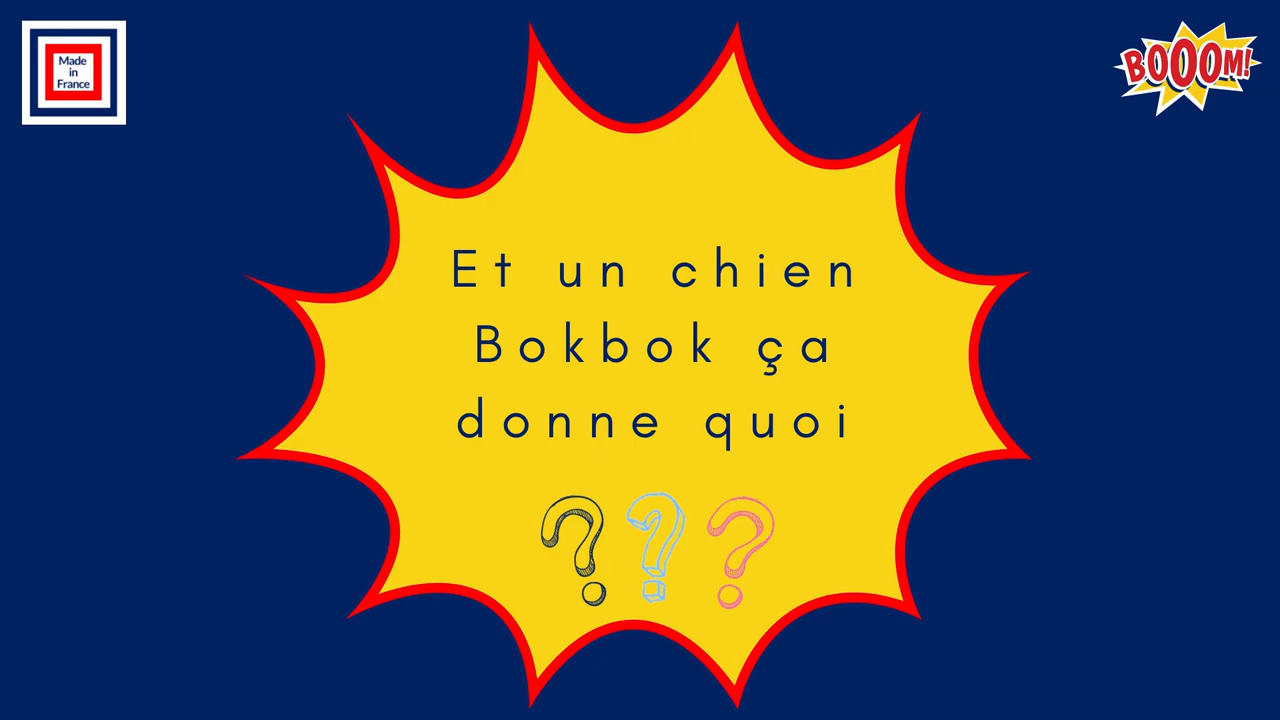 Made
in
France
BOOOM!
Et un chien
Bokbok ça
donne quoi
???